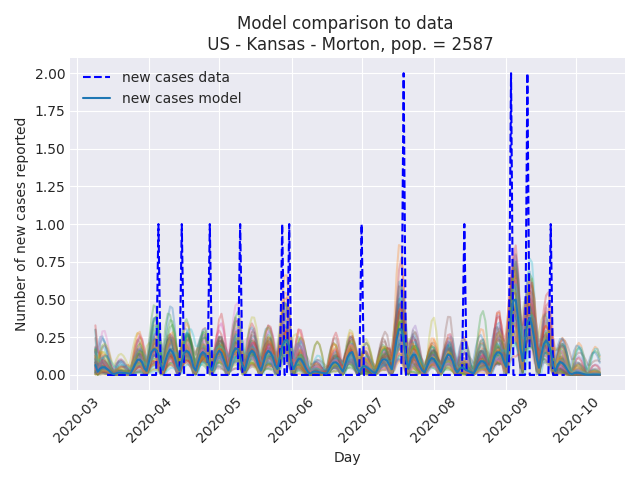 Model comparison to data
US - Kansas - Morton, pop. = 2587
new cases data
new cases model
Number of new cases reported
2.00
1.75
1.50
1.25
1.00
0.75
0.50
0.25
0.00
2020-03
2020-04
2020-05
2020-06
2020-07
2020-08
2020-09
2020-10
Day